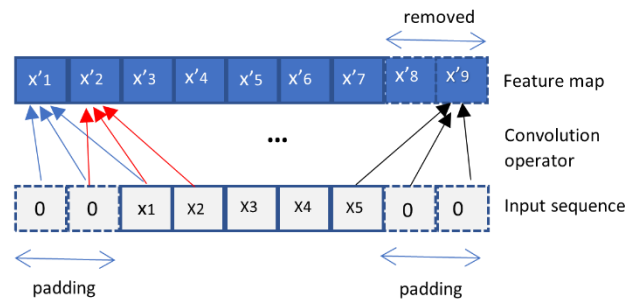 removed
x'1 x'2 x'3 x'4 x'5 x'6 x'7 x'8 x'9
Feature map
...
Convolution
operator
0 0 x1 X2 X3 X4 X5 0 0
Input sequence
padding
padding